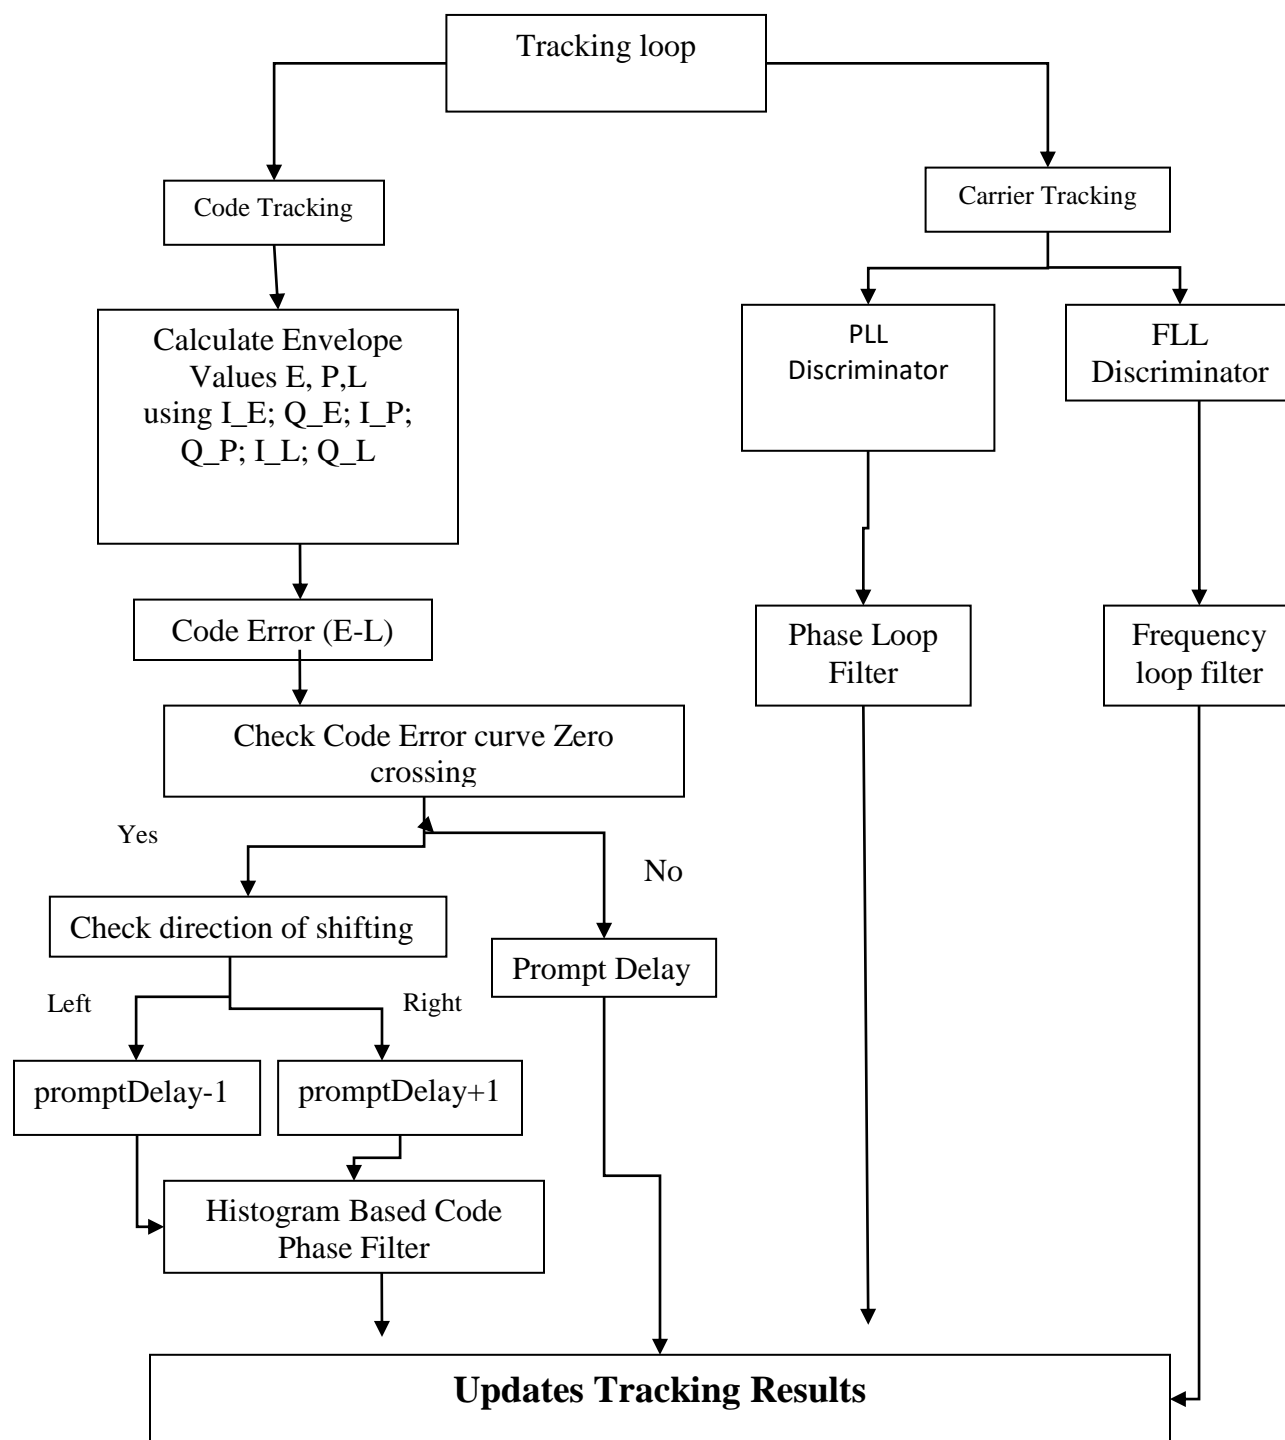 Tracking loop
Code Tracking
Carrier Tracking
Calculate Envelope
Values E, P,L
using I_E; Q_E; I_P;
Q_P; I_L; Q_L
PLL
Discriminator
FLL
Discriminator
Code Error (E-L)
Phase Loop
Filter
Frequency
loop filter
Check Code Error curve Zero
crossing
Yes
No
Check direction of shifting
Prompt Delay
Left
Right
promptDelay-1
promptDelay+1
Histogram Based Code
Phase Filter
Updates Tracking Results